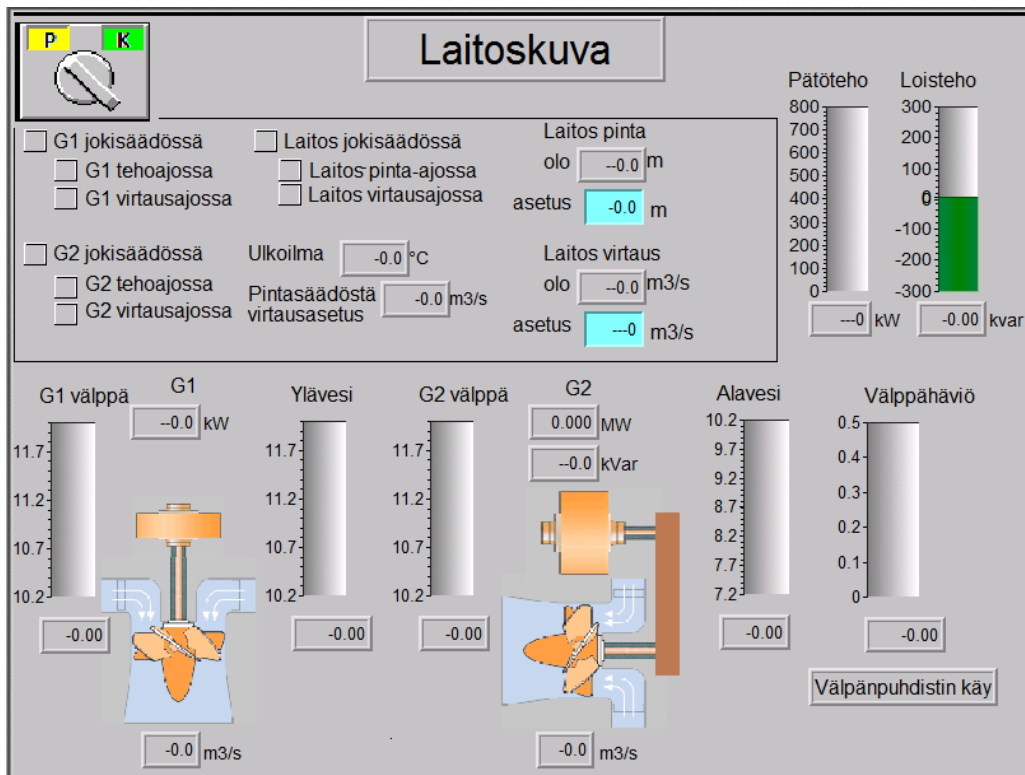 P K
Laitoskuva
Pätöteho Loisteho
800
700
600
500
400
300
200
100
0
300
200
100
0
0
-100
-200
-300
---0 kW
-0.00 kvar
G1 jokisäädössä
G1 tehoajossa
G1 virtausajossa
Laitos jokisäädössä
Laitos pinta-ajossa
Laitos virtausajossa
Laitos pinta
olo --0.0 m
asetus -0.0 m
G2 jokisäädössä
G2 tehoajossa
G2 virtausajossa
Ulkoilma -0.0 °C
Pintasäädöstä
virtausasetus -0.0 m3/s
Laitos virtaus
olo --0.0 m3/s
asetus ---0 m3/s
G1 välppä
11.7
11.2
10.7
10.2
-0.00
G1
--0.0 kW
-0.0 m3/s
Ylävesi
11.7
11.2
10.7
10.2
-0.00
G2 välppä
11.7
11.2
10.7
10.2
-0.00
G2
0.000 MW
--0.0 kVar
-0.0 m3/s
Alavesi
10.2
9.7
9.2
8.7
8.2
7.7
7.2
-0.00
Välppähäviö
0.5
0.4
0.3
0.2
0.1
0
-0.00
Välpänpuhdistin käy